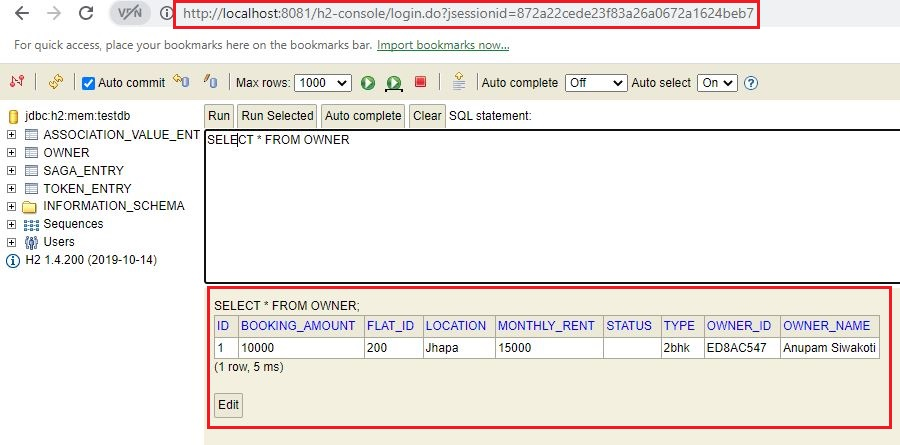 VPN http://localhost:8081/h2-console/login.do?jsessionid=872a22cede23f83a26a0672a1624beb7
For quick access, place your bookmarks here on the bookmarks bar. Import bookmarks now...
Auto commit Max rows: 1000 Auto complete Off Auto select On ?
jdbc:h2:mem:testdb
ASSOCIATION_VALUE_ENT
OWNER
SAGA_ENTRY
TOKEN_ENTRY
INFORMATION_SCHEMA
Sequences
Users
H2 1.4.200 (2019-10-14)
Run Run Selected Auto complete Clear SQL statement:
SELECT * FROM OWNER
SELECT * FROM OWNER;
ID BOOKING_AMOUNT FLAT_ID LOCATION MONTHLY_RENT STATUS TYPE OWNER_ID OWNER_NAME
1 10000 200 Jhapa 15000 2bhk ED8AC547 Anupam Siwakoti
(1 row, 5 ms)
Edit